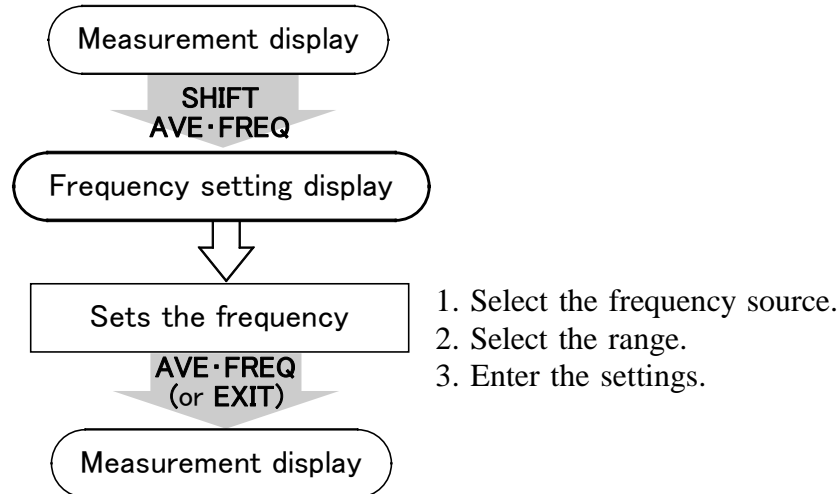 Measurement display
SHIFT
AVE・FREQ
Frequency setting display
Sets the frequency
1. Select the frequency source.
2. Select the range.
3. Enter the settings.
AVE・FREQ
(or EXIT)
Measurement display